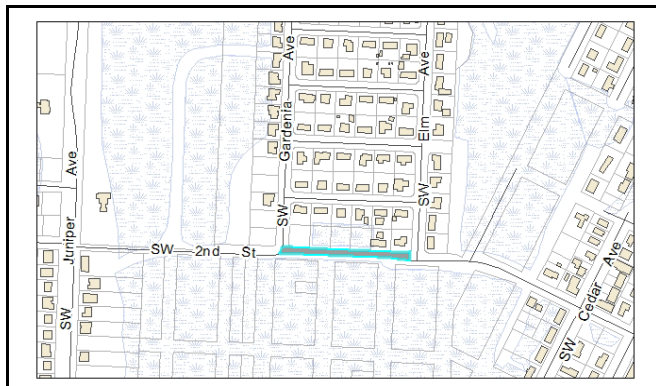 SW Gardenia Ave
SW Elm Ave
SW Juniper Ave
SW 2nd St
SW Cedar Ave